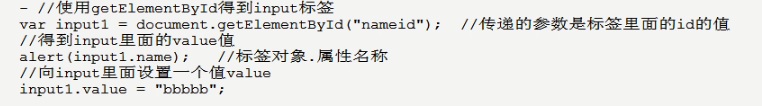 - //使用getElementById得到input标签
var input1 = document.getElementById("nameid");  //传递的参数是标签里面的id的值
//得到input里面的value值
alert(input1.name);   //标签对象.属性名称
//向input里面设置一个值value
input1.value = "bbbbb";